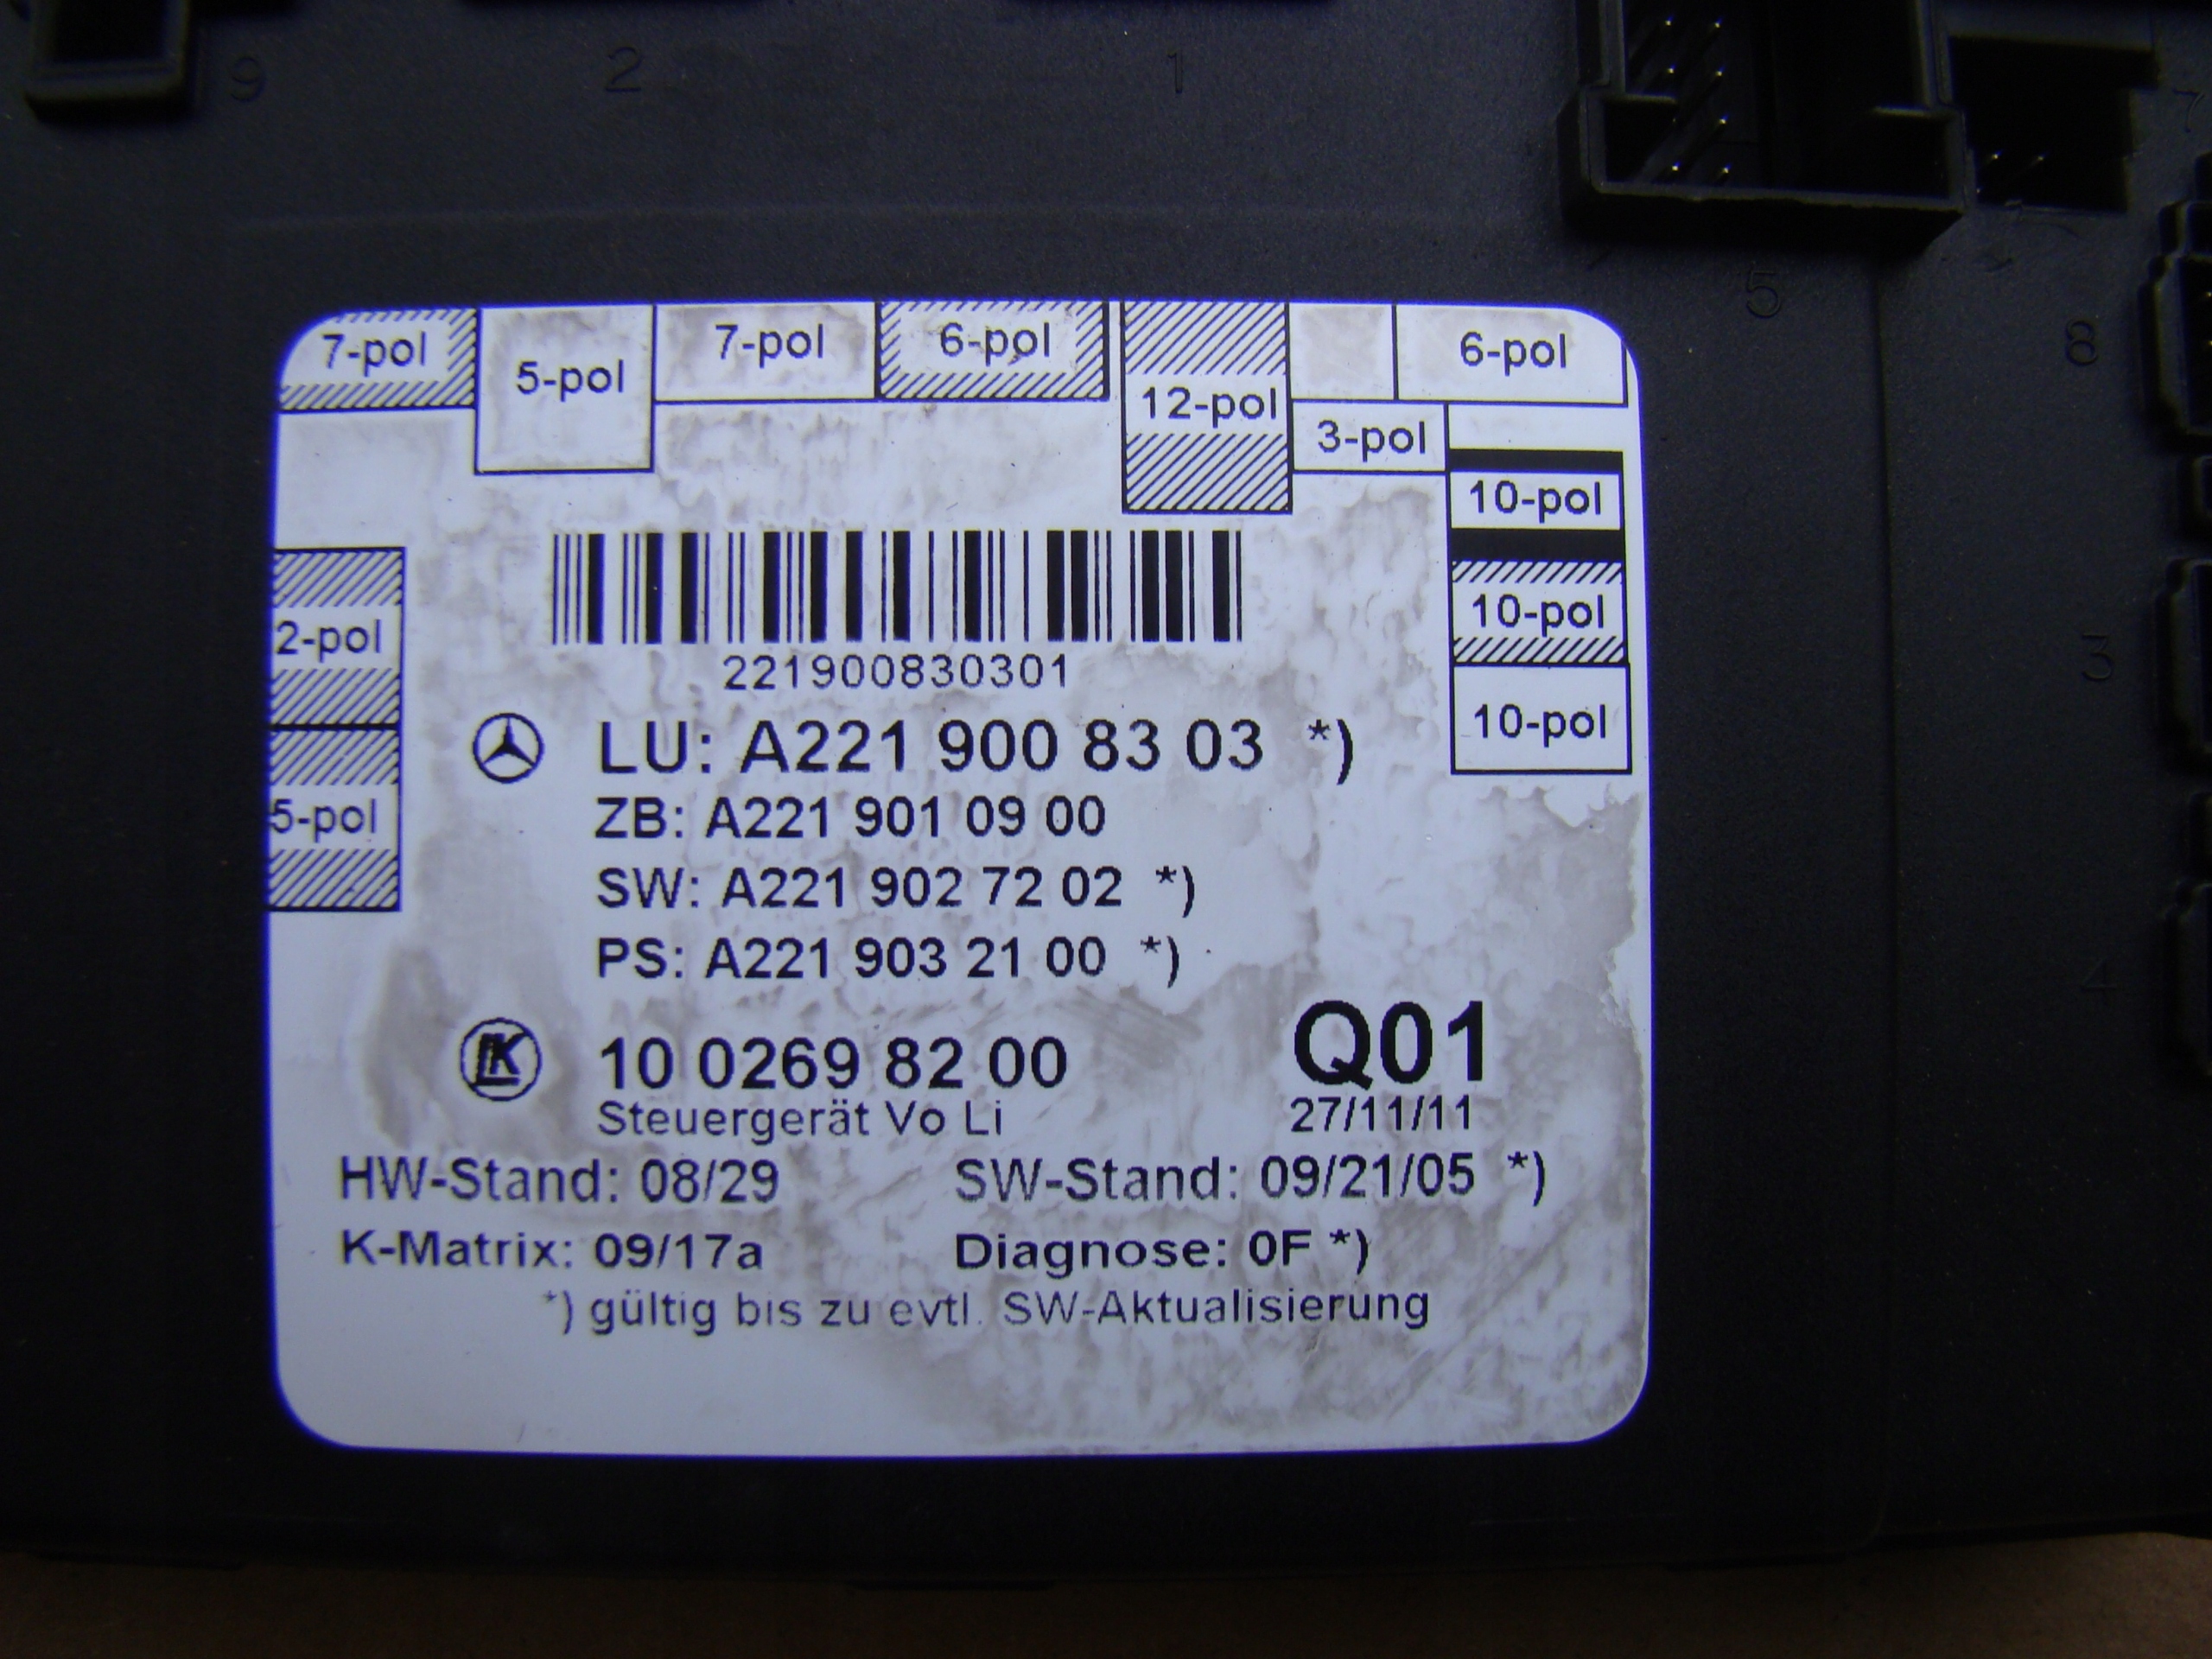 9 2 1 7
5
8
3
4
7-pol 5-pol 7-pol 6-pol 12-pol 6-pol
3-pol
10-pol
10-pol
10-pol
2-pol
5-pol
221900830301
LU: A221 900 83 03 *)
ZB: A221 901 09 00
SW: A221 902 72 02 *)
PS: A221 903 21 00 *)
LK 10 0269 82 00 Q01
Steuergerät Vo Li 27/11/11
HW-Stand: 08/29 SW-Stand: 09/21/05 *)
K-Matrix: 09/17a Diagnose: 0F *)
*) gültig bis zu evtl. SW-Aktualisierung